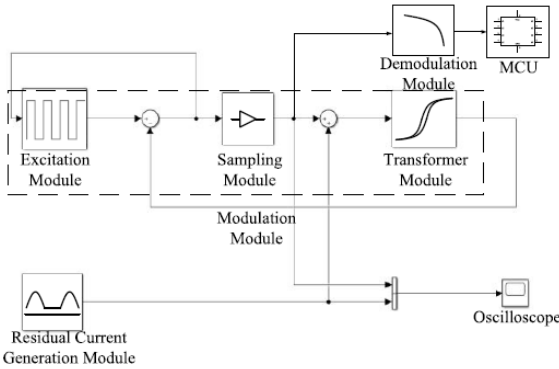 Demodulation
Module
MCU
Excitation
Module
Sampling
Module
Transformer
Module
Modulation
Module
Residual Current
Generation Module
Oscilloscope